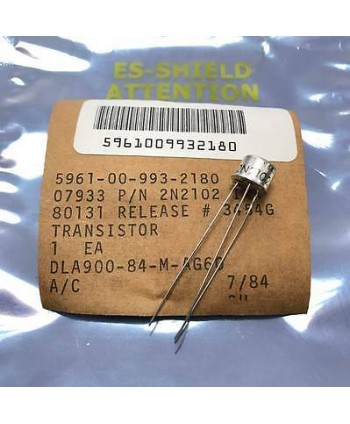 ES-SHIELD
ATTENTION
5961009932180
5961-00-993-2180
07933 P/N 2N2102
80131 RELEASE # 3494G
TRANSISTOR
1 EA
DLA900-84-M-AG60
A/C 7/84